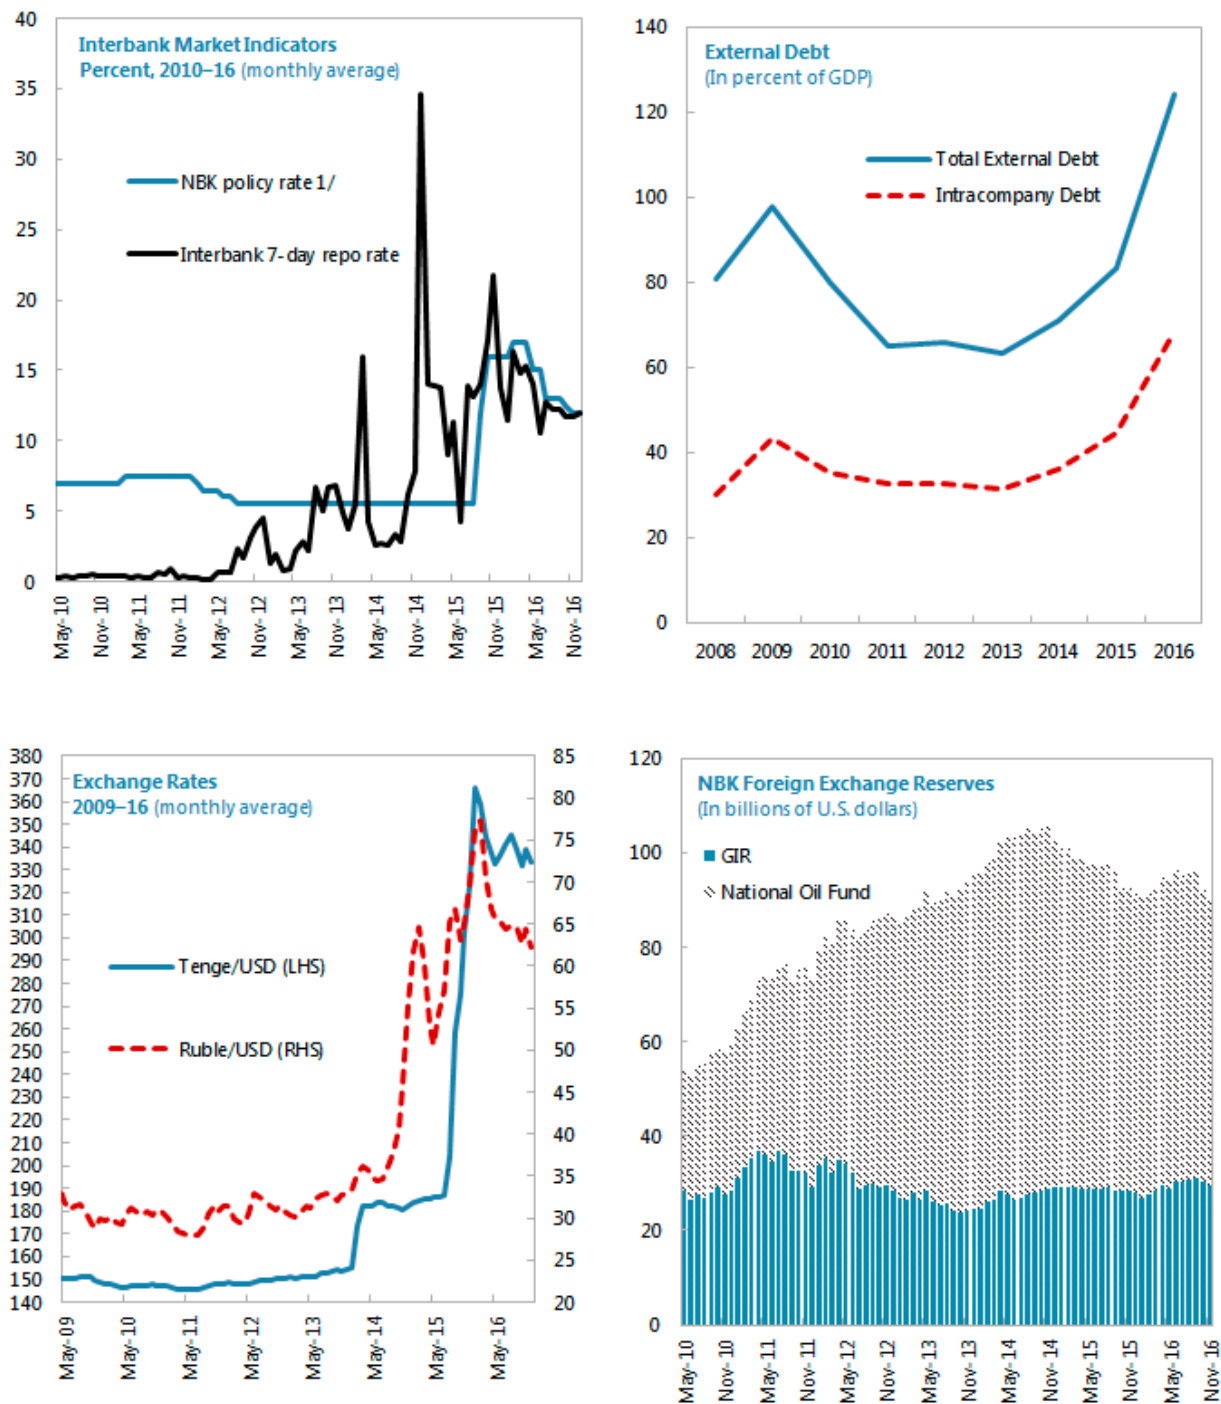 Interbank Market Indicators
Percent, 2010–16 (monthly average)
40
35
30
25
20
15
10
5
0
NBK policy rate 1/
Interbank 7-day repo rate
May-10
Nov-10
May-11
Nov-11
May-12
Nov-12
May-13
Nov-13
May-14
Nov-14
May-15
Nov-15
May-16
Nov-16
External Debt
(In percent of GDP)
140
120
100
80
60
40
20
0
Total External Debt
Intracompany Debt
2008 2009 2010 2011 2012 2013 2014 2015 2016
Exchange Rates
2009–16 (monthly average)
380
370
360
350
340
330
320
310
300
290
280
270
260
250
240
230
220
210
200
190
180
170
160
150
140
85
80
75
70
65
60
55
50
45
40
35
30
25
20
Tenge/USD (LHS)
Ruble/USD (RHS)
May-09
May-10
May-11
May-12
May-13
May-14
May-15
May-16
NBK Foreign Exchange Reserves
(In billions of U.S. dollars)
120
100
80
60
40
20
0
GIR
National Oil Fund
May-10
Nov-10
May-11
Nov-11
May-12
Nov-12
May-13
Nov-13
May-14
Nov-14
May-15
Nov-15
May-16
Nov-16